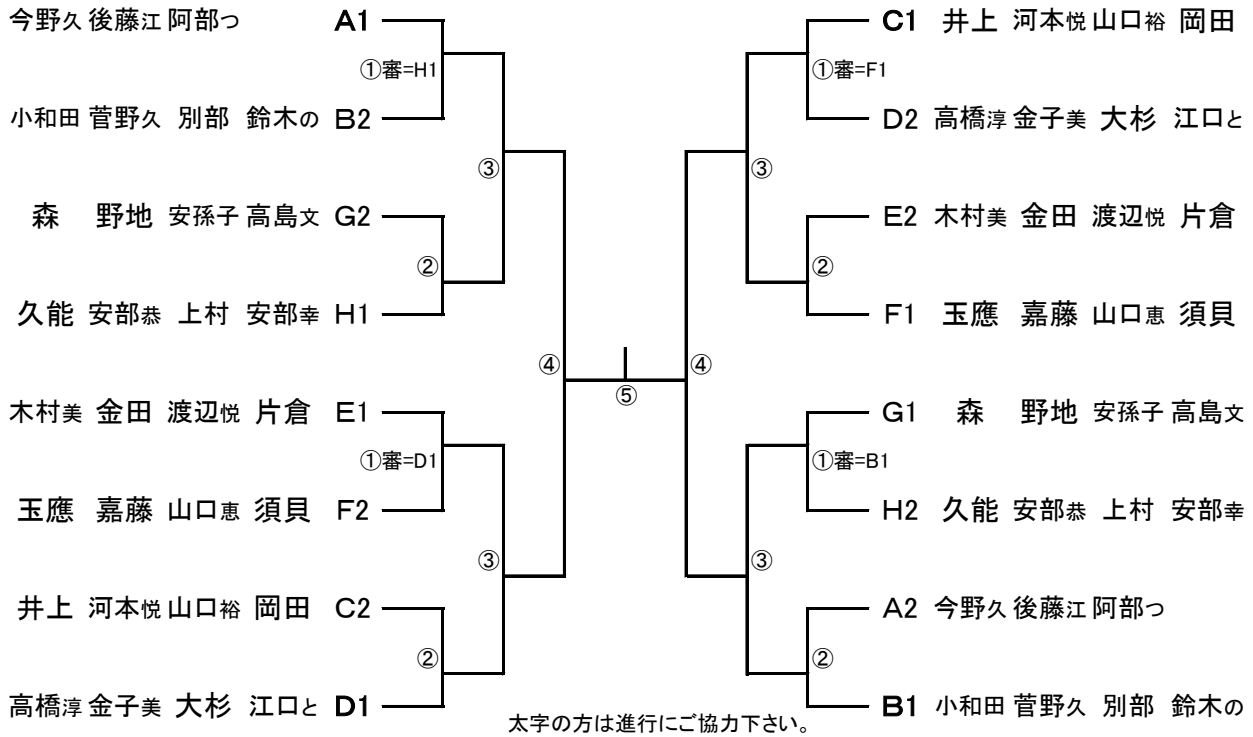 今野久 後藤江 阿部つ A1
①審=H1
小和田 菅野久 別部 鈴木の B2
③
森 野地 安孫子 高島文 G2
②
久能 安部恭 上村 安部幸 H1
④
木村美 金田 渡辺悦 片倉 E1
①審=D1
玉應 嘉藤 山口恵 須貝 F2
③
井上 河本悦 山口裕 岡田 C2
②
高橋淳 金子美 大杉 江口と D1
⑤
C1 井上 河本悦 山口裕 岡田
①審=F1
D2 高橋淳 金子美 大杉 江口と
③
E2 木村美 金田 渡辺悦 片倉
②
F1 玉應 嘉藤 山口恵 須貝
④
G1 森 野地 安孫子 高島文
①審=B1
H2 久能 安部恭 上村 安部幸
③
A2 今野久 後藤江 阿部つ
②
B1 小和田 菅野久 別部 鈴木の
太字の方は進行にご協力下さい。